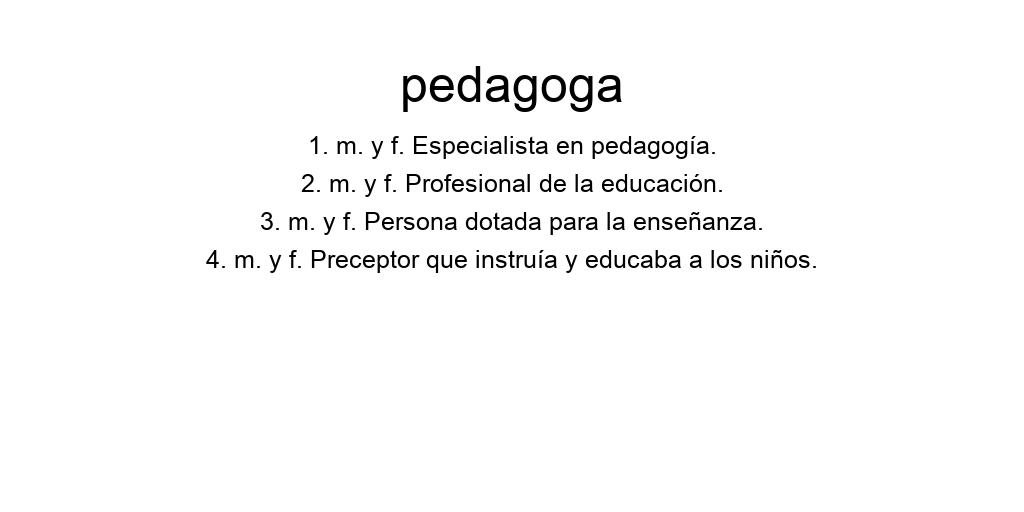 pedagoga
1. m. y f. Especialista en pedagogía.
2. m. y f. Profesional de la educación.
3. m. y f. Persona dotada para la enseñanza.
4. m. y f. Preceptor que instruía y educaba a los niños.